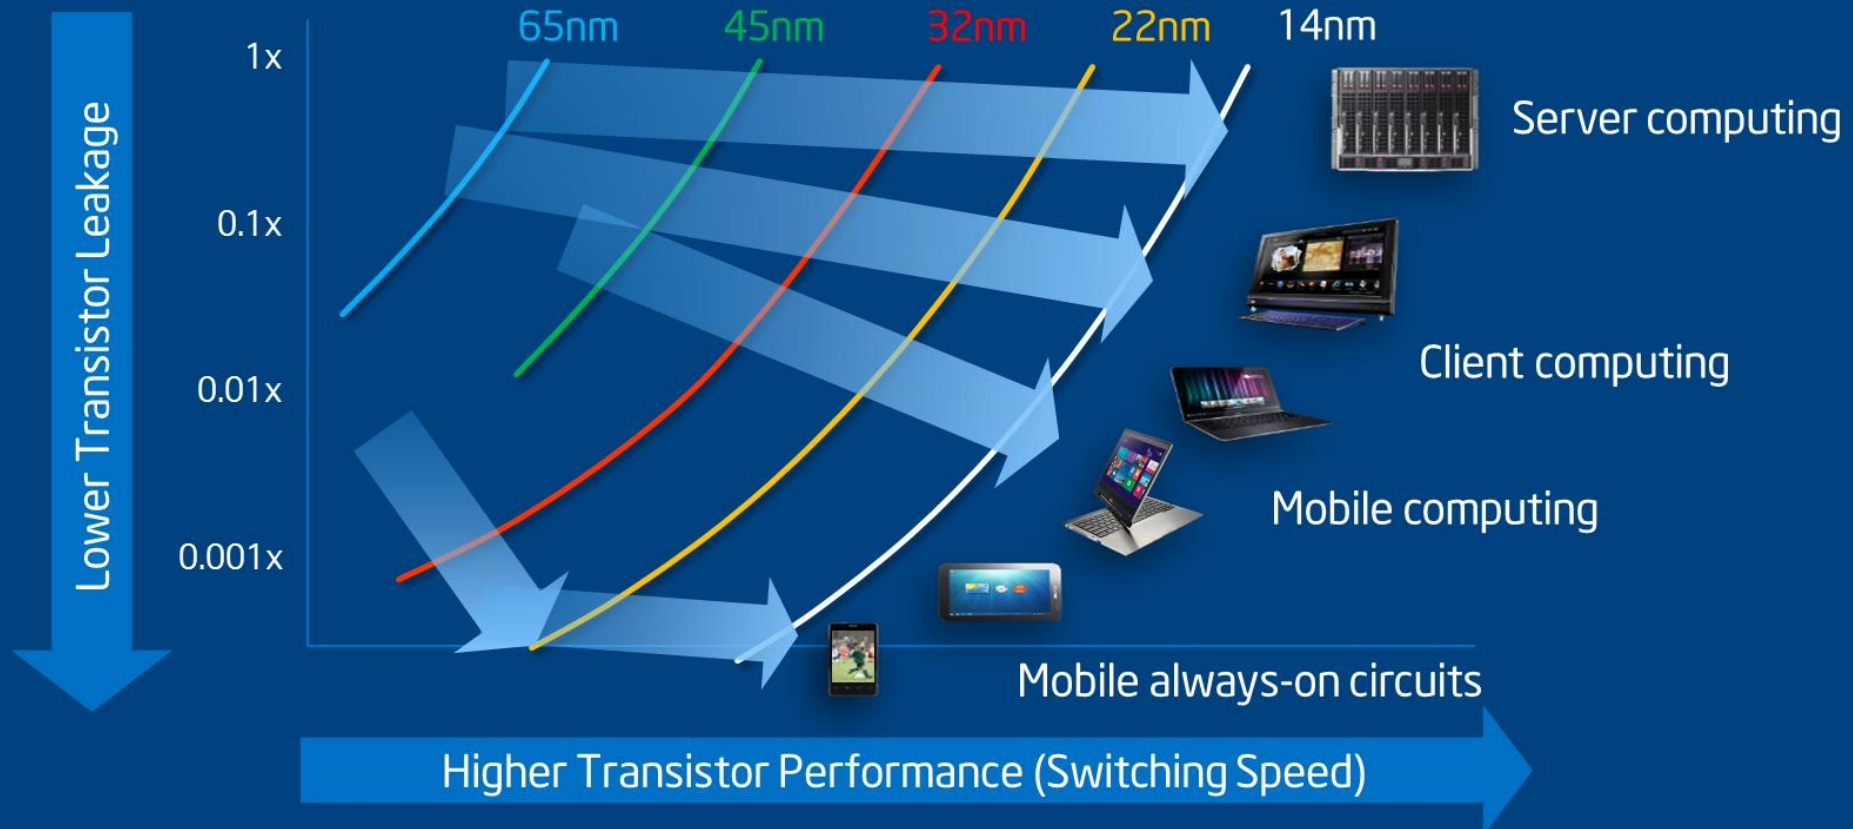 65nm
45nm
32nm
22nm
14nm
1x
0.1x
0.01x
0.001x
Lower Transistor Leakage
Server computing
Client computing
Mobile computing
Mobile always-on circuits
Higher Transistor Performance (Switching Speed)